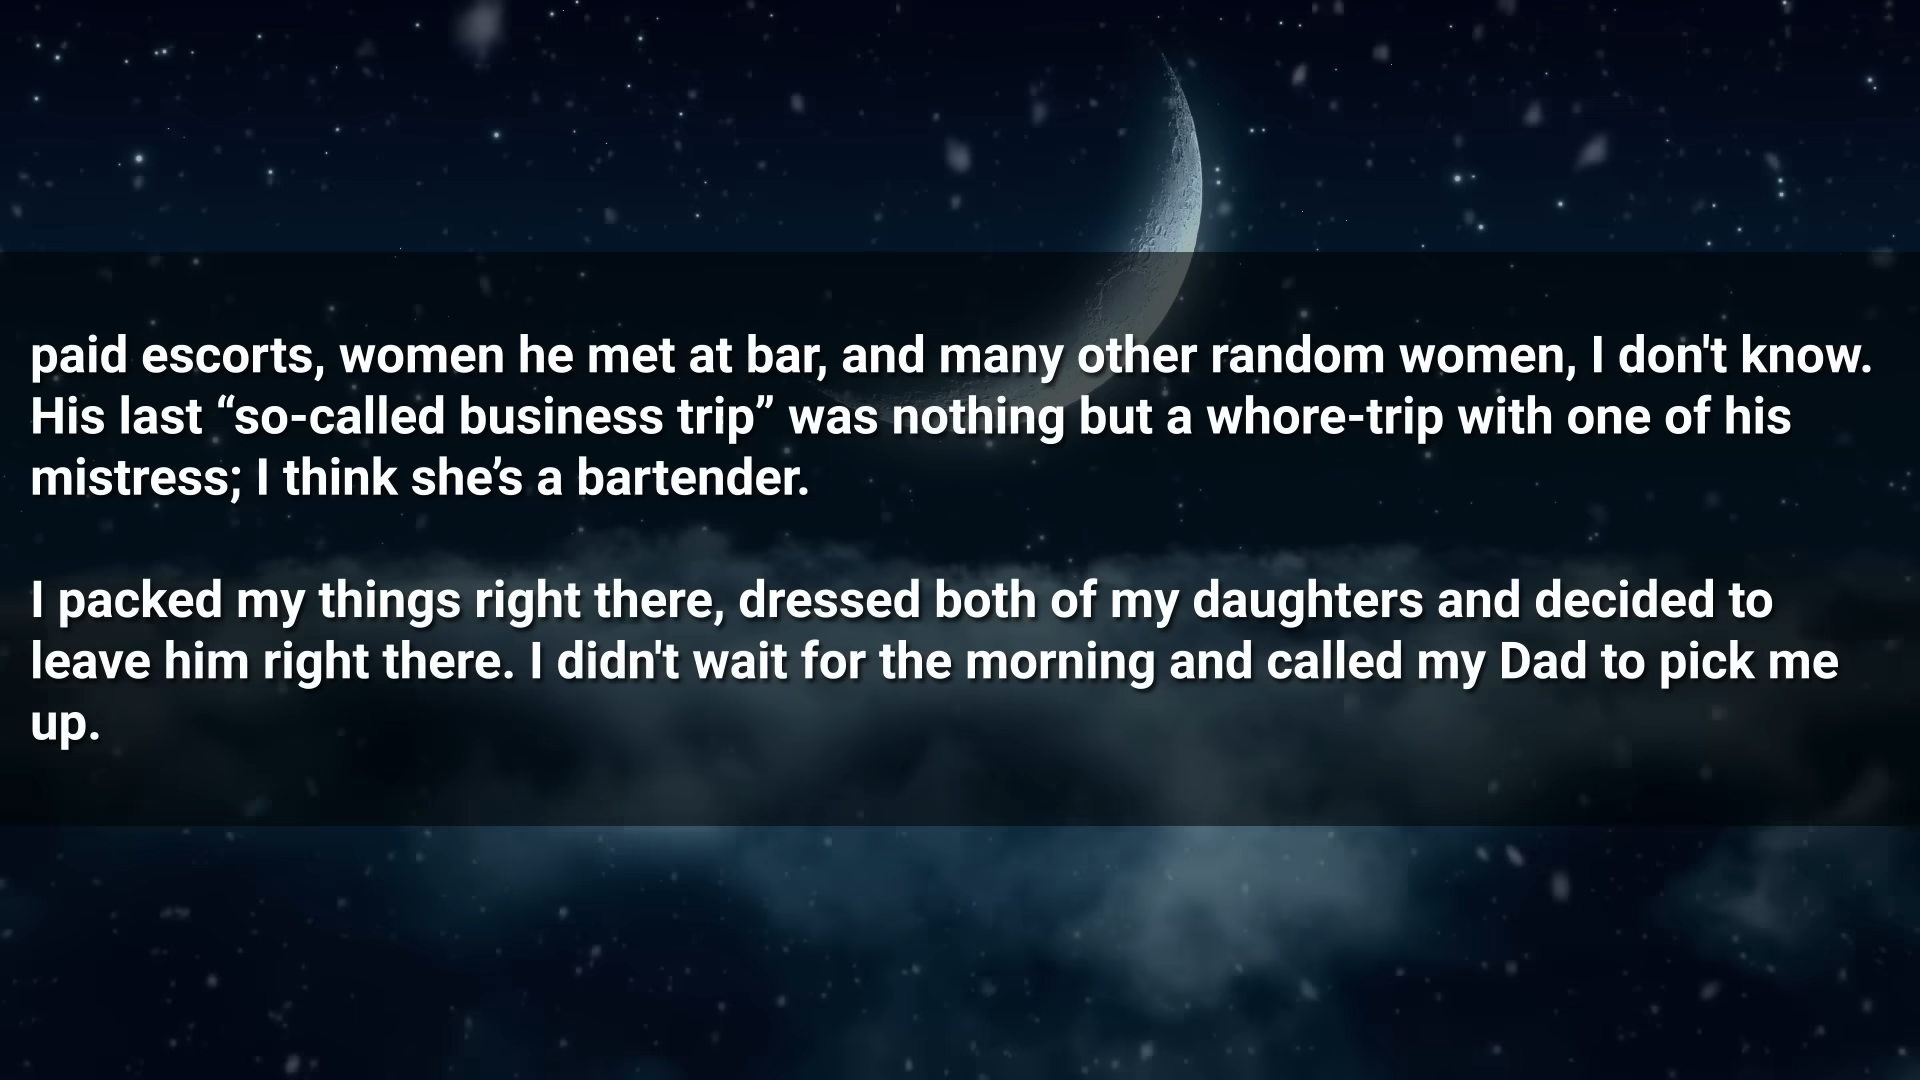 paid escorts, women he met at bar, and many other random women, I don't know.
His last “so-called business trip” was nothing but a whore-trip with one of his
mistress; I think she’s a bartender.
I packed my things right there, dressed both of my daughters and decided to
leave him right there. I didn't wait for the morning and called my Dad to pick me
up.